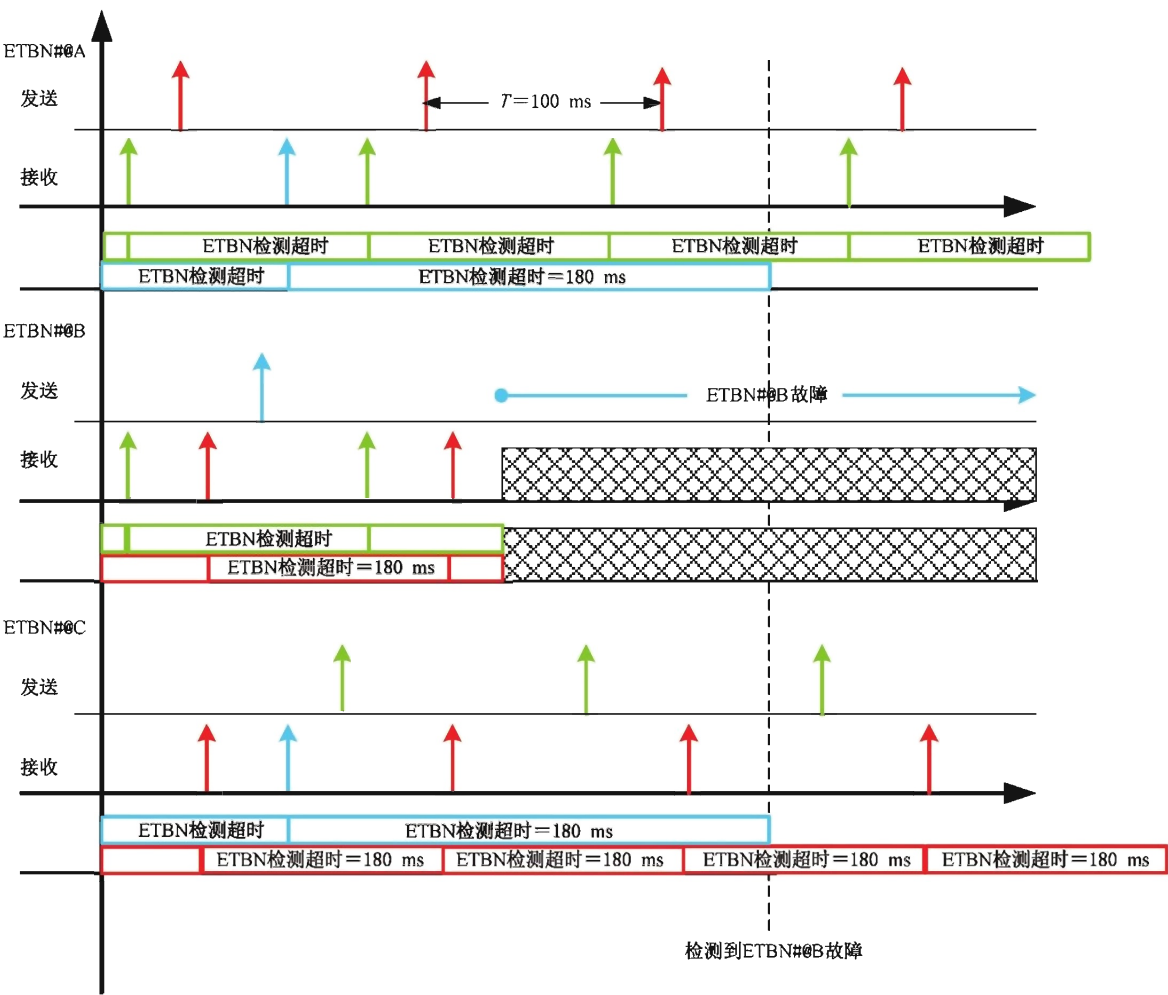 ETBN#@A
发送
T=100 ms
接收
ETBN检测超时 ETBN检测超时 ETBN检测超时 ETBN检测超时
ETBN检测超时 ETBN检测超时=180 ms
ETBN#@B
发送
ETBN#@B故障
接收
ETBN检测超时
ETBN检测超时=180 ms
ETBN#@C
发送
接收
ETBN检测超时 ETBN检测超时=180 ms
ETBN检测超时=180 ms ETBN检测超时=180 ms ETBN检测超时=180 ms ETBN检测超时=180 ms
检测到ETBN#@B故障